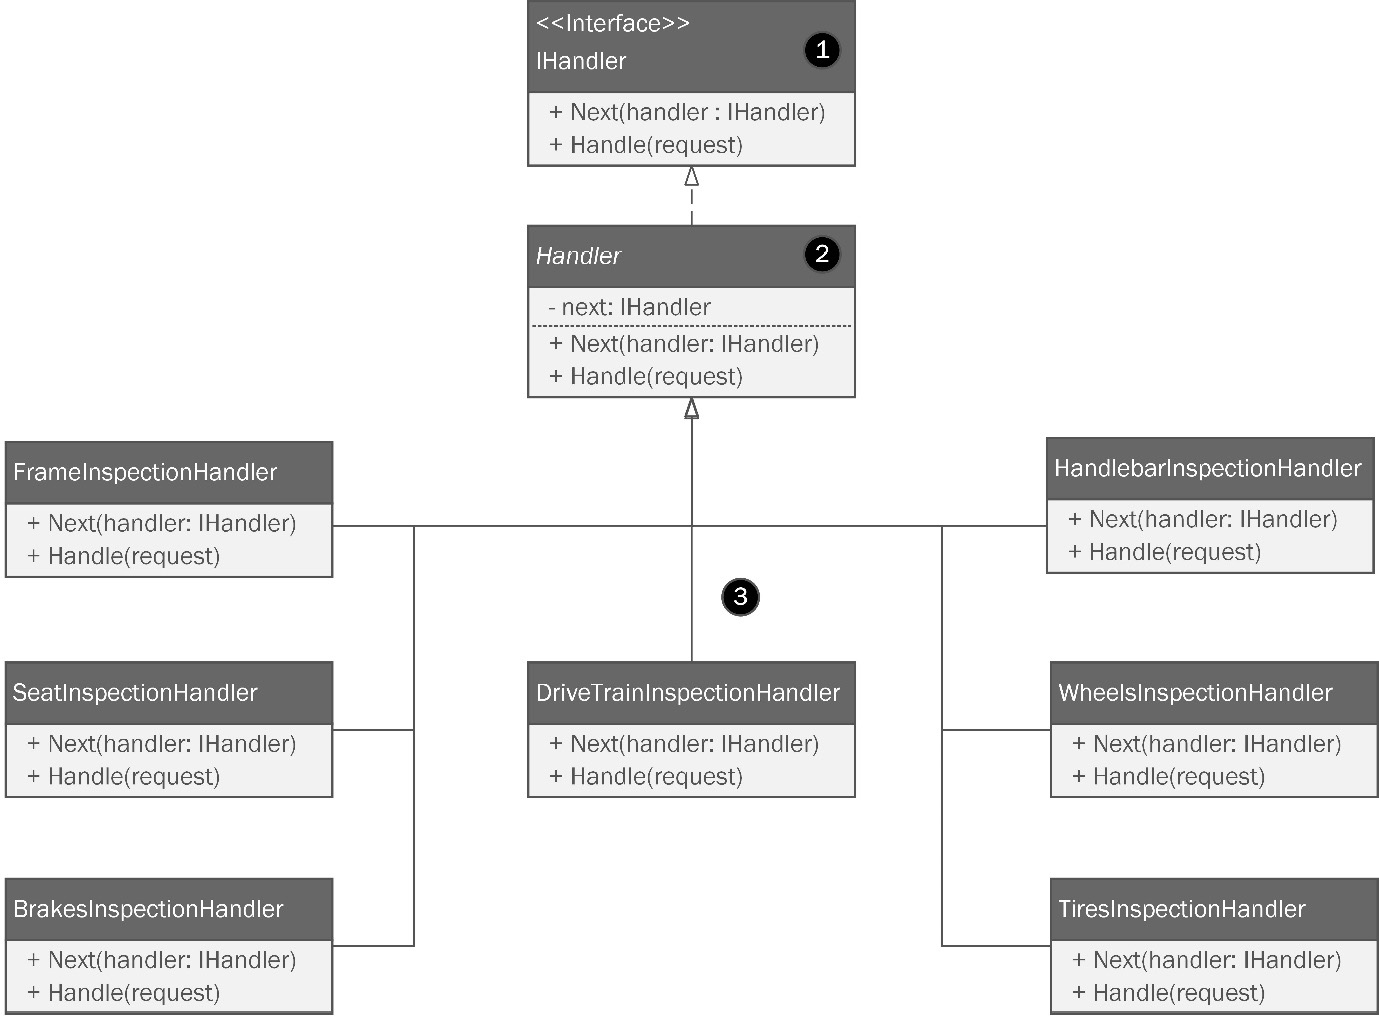 <<Interface>>
IHandler
1
+ Next(handler : IHandler)
+ Handle(request)
Handler
2
- next: IHandler
+ Next(handler: IHandler)
+ Handle(request)
FrameInspectionHandler
+ Next(handler: IHandler)
+ Handle(request)
HandlebarInspectionHandler
+ Next(handler: IHandler)
+ Handle(request)
3
SeatInspectionHandler
+ Next(handler: IHandler)
+ Handle(request)
DriveTrainInspectionHandler
+ Next(handler: IHandler)
+ Handle(request)
WheelsInspectionHandler
+ Next(handler: IHandler)
+ Handle(request)
BrakesInspectionHandler
+ Next(handler: IHandler)
+ Handle(request)
TiresInspectionHandler
+ Next(handler: IHandler)
+ Handle(request)